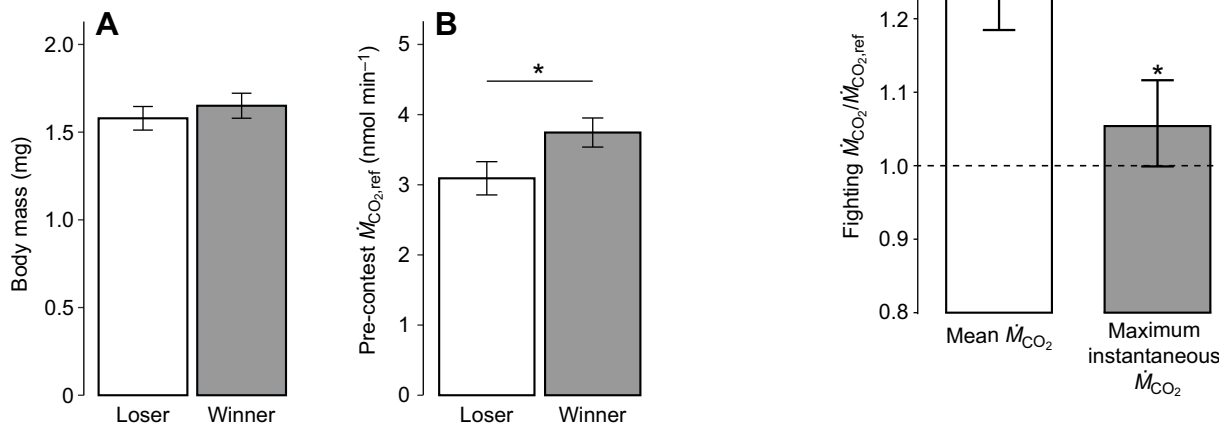 A
Body mass (mg)
2.0
1.5
1.0
0.5
0
Loser Winner
B
Pre-contest ṀCO2,ref (nmol min–1)
5
4
3
2
1
0
*
Loser Winner
Fighting ṀCO2/ṀCO2,ref
1.2
1.1
1.0
0.9
0.8
*
Mean ṀCO2
Maximum
instantaneous
ṀCO2